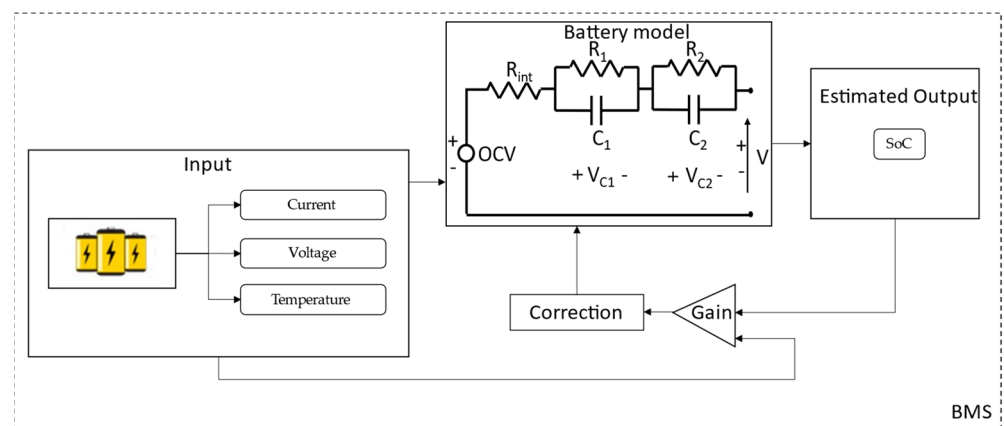 Battery model
R1
R2
Rint
C1
C2
+
OCV
-
+
V
-
+ VC1 -
+ VC2 -
Estimated Output
SoC
Input
Current
Voltage
Temperature
Correction
Gain
BMS